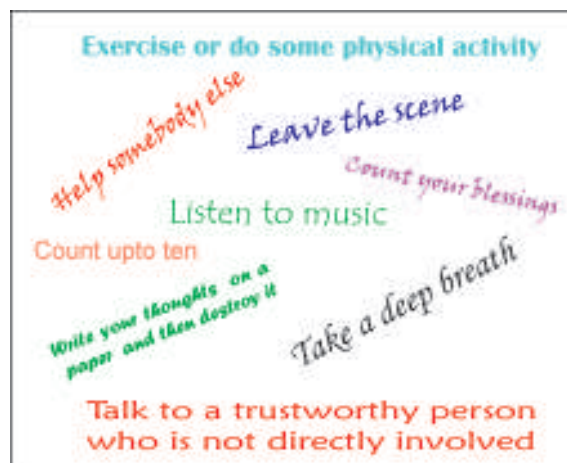 Exercise or do some physical activity
Help somebody else
Leave the scene
Count your blessings
Listen to music
Count upto ten
Write your thoughts on a
paper and then destroy it
Take a deep breath
Talk to a trustworthy person
who is not directly involved